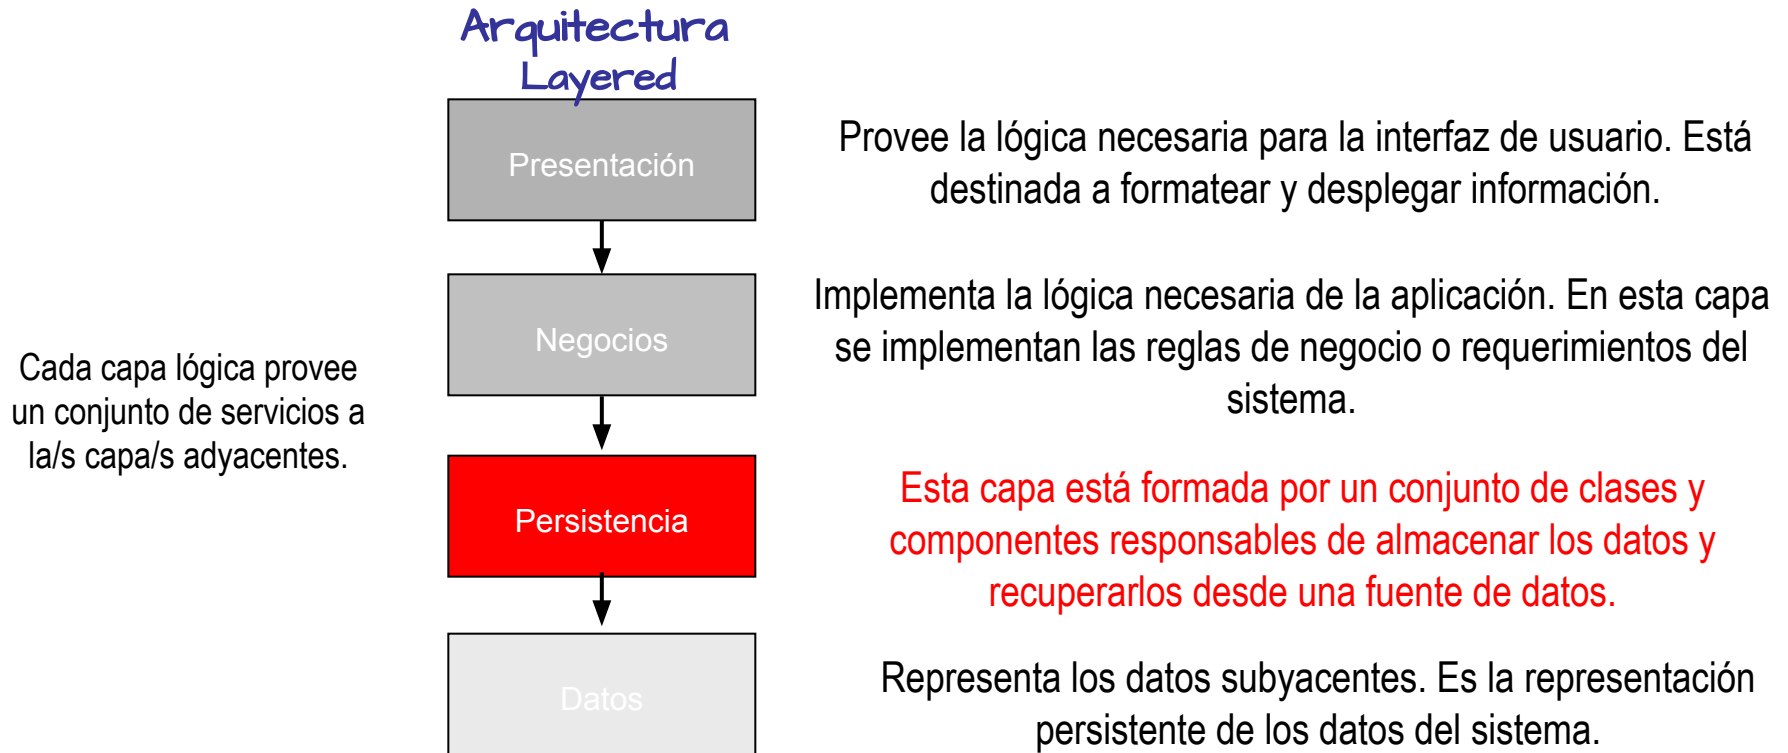 Arquitectura
Layered
Presentación
Provee la lógica necesaria para la interfaz de usuario. Está
destinada a formatear y desplegar información.
Negocios
Implementa la lógica necesaria de la aplicación. En esta capa
se implementan las reglas de negocio o requerimientos del
sistema.
Cada capa lógica provee
un conjunto de servicios a
la/s capa/s adyacentes.
Persistencia
Esta capa está formada por un conjunto de clases y
componentes responsables de almacenar los datos y
recuperarlos desde una fuente de datos.
Datos
Representa los datos subyacentes. Es la representación
persistente de los datos del sistema.